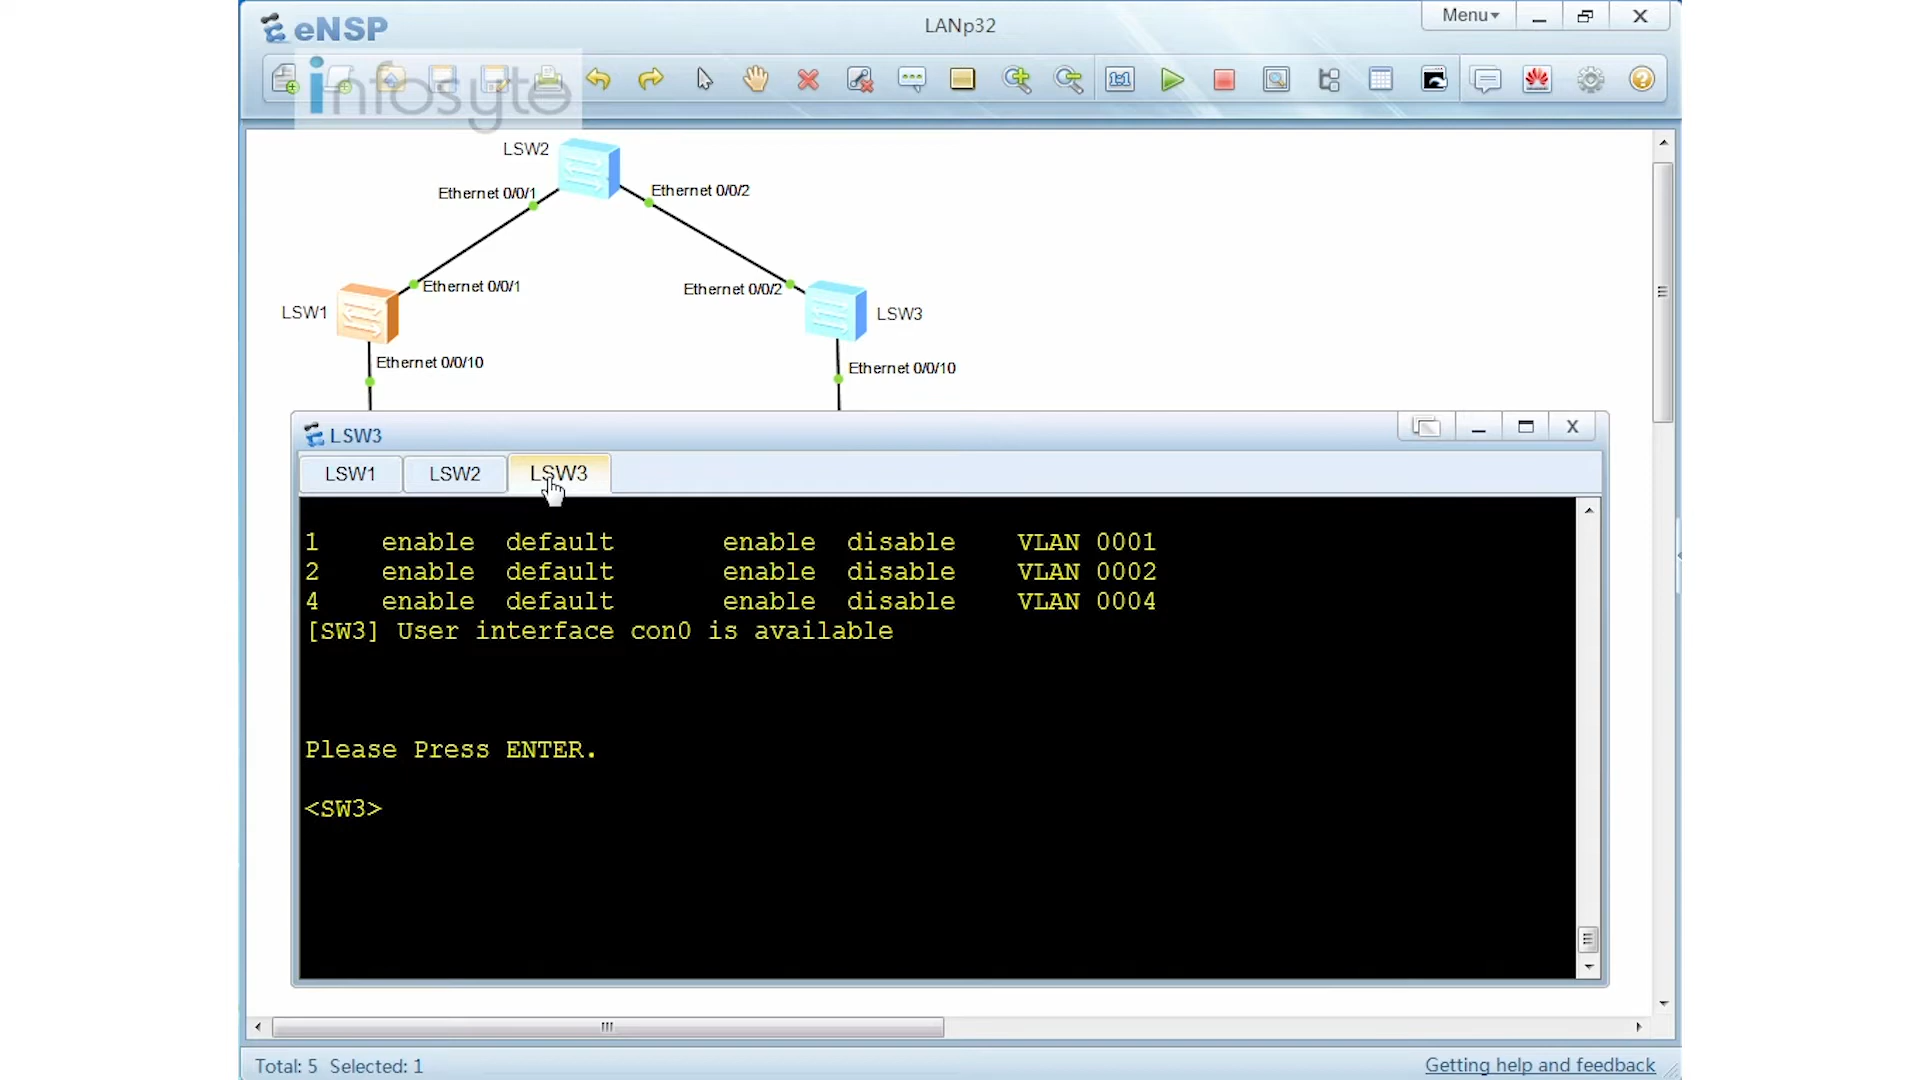 eNSP
LANp32
Menu
infosyte
1:1
LSW2
Ethernet 0/0/1
Ethernet 0/0/2
Ethernet 0/0/1
Ethernet 0/0/2
LSW1
LSW3
Ethernet 0/0/10
Ethernet 0/0/10
LSW3
LSW1 LSW2 LSW3
1 enable default enable disable VLAN 0001
2 enable default enable disable VLAN 0002
4 enable default enable disable VLAN 0004
[SW3] User interface con0 is available
Please Press ENTER.
<SW3>
Total: 5 Selected: 1
Getting help and feedback